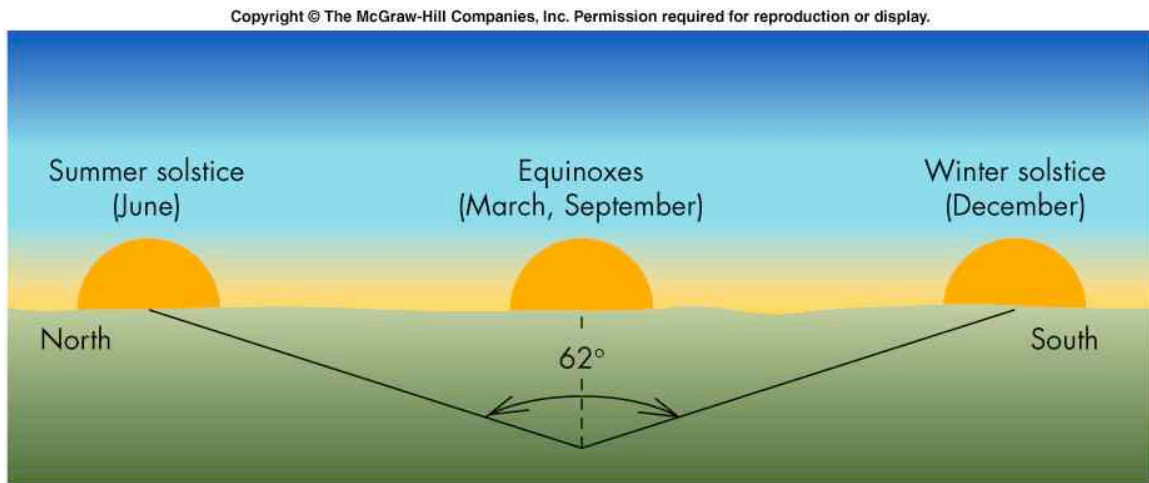 Copyright © The McGraw-Hill Companies, Inc. Permission required for reproduction or display.
Summer solstice
(June)
Equinoxes
(March, September)
Winter solstice
(December)
North
62°
South